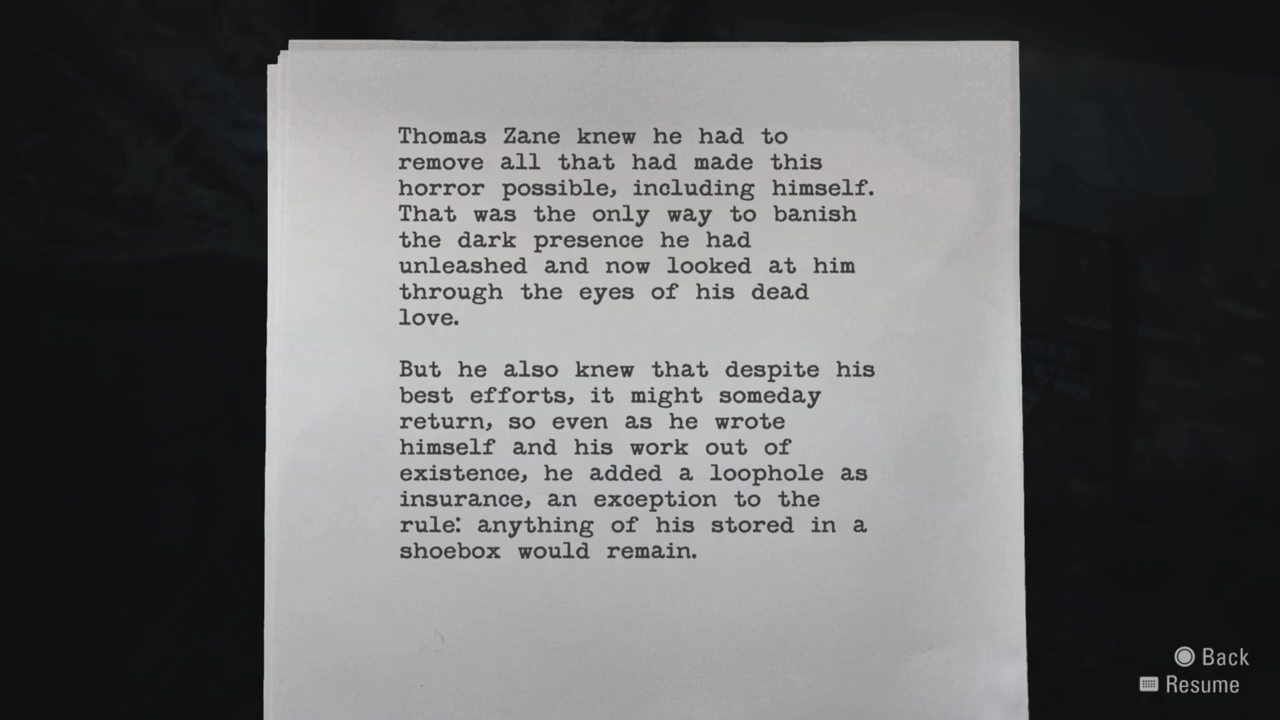 Thomas Zane knew he had to
remove all that had made this
horror possible, including himself.
That was the only way to banish
the dark presence he had
unleashed and now looked at him
through the eyes of his dead
love.
But he also knew that despite his
best efforts, it might someday
return, so even as he wrote
himself and his work out of
existence, he added a loophole as
insurance, an exception to the
rule: anything of his stored in a
shoebox would remain.
Back
Resume